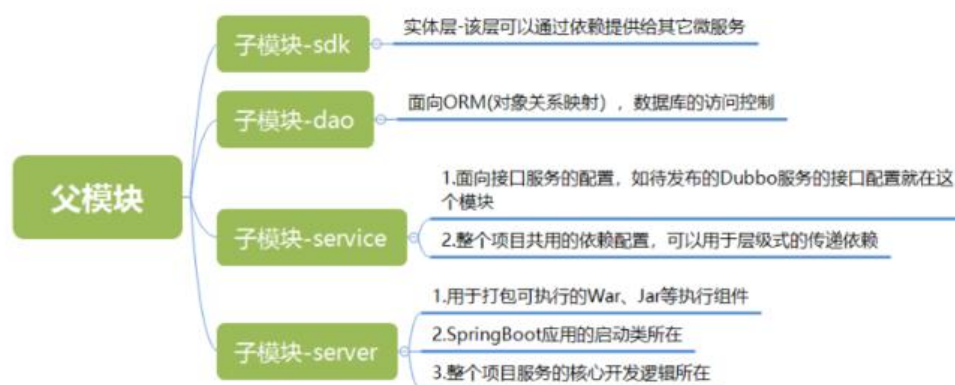 子模块-sdk
实体层-该层可以通过依赖提供给其它微服务
子模块-dao
面向ORM(对象关系映射），数据库的访问控制
父模块
子模块-service
1.面向接口服务的配置，如待发布的Dubbo服务的接口配置就在这
个模块
2.整个项目共用的依赖配置，可以用于层级式的传递依赖
子模块-server
1.用于打包可执行的War、Jar等执行组件
2.SpringBoot应用的启动类所在
3.整个项目服务的核心开发逻辑所在